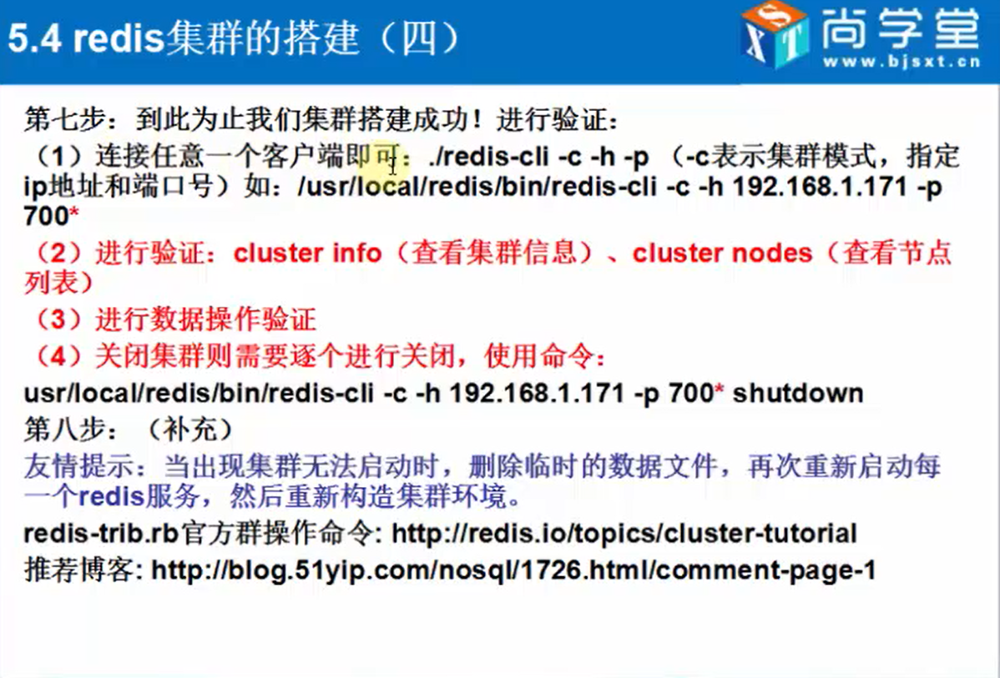 5.4 redis集群的搭建（四）
XST
尚学堂
www.bjsxt.cn
第七步：到此为止我们集群搭建成功！进行验证：
（1）连接任意一个客户端即可：./redis-cli -c -h -p （-c表示集群模式，指定
ip地址和端口号）如：/usr/local/redis/bin/redis-cli -c -h 192.168.1.171 -p
700*
（2）进行验证：cluster info（查看集群信息）、cluster nodes（查看节点
列表）
（3）进行数据操作验证
（4）关闭集群则需要逐个进行关闭，使用命令：
usr/local/redis/bin/redis-cli -c -h 192.168.1.171 -p 700* shutdown
第八步：（补充）
友情提示：当出现集群无法启动时，删除临时的数据文件，再次重新启动每
一个redis服务，然后重新构造集群环境。
redis-trib.rb官方群操作命令: http://redis.io/topics/cluster-tutorial
推荐博客: http://blog.51yip.com/nosql/1726.html/comment-page-1